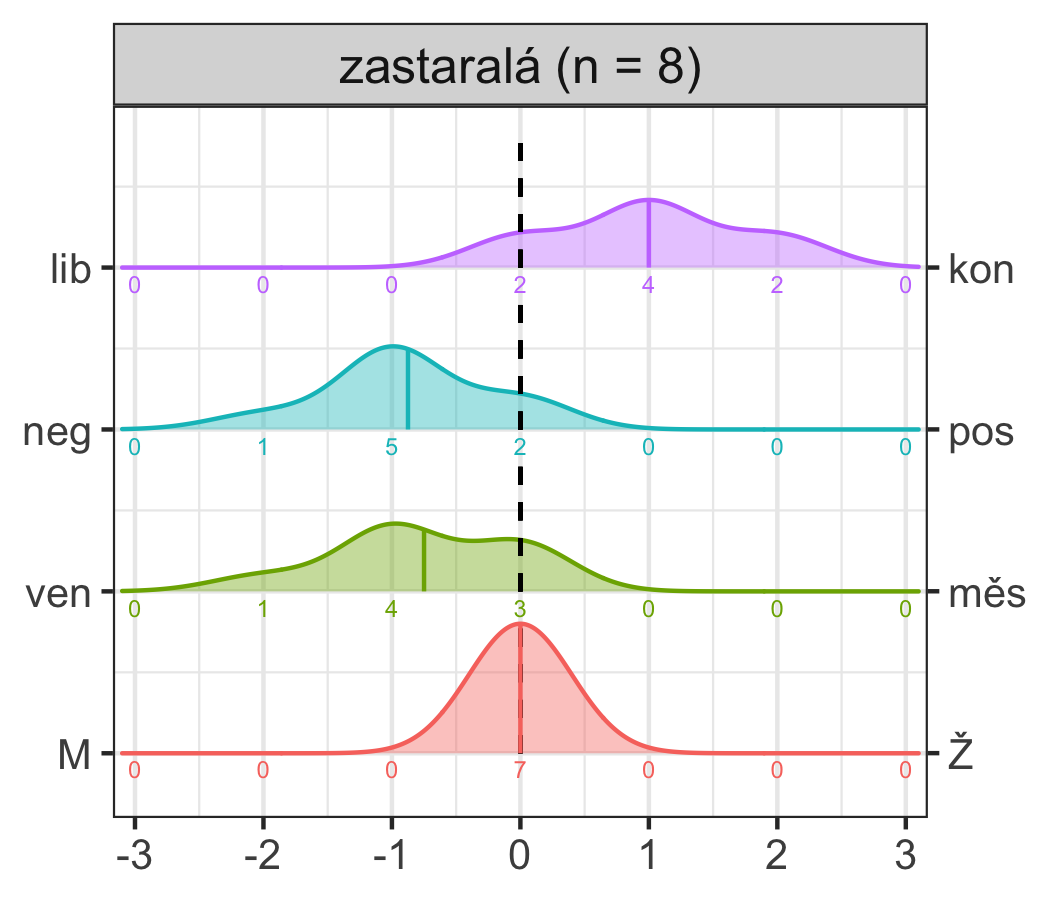 zastaralá (n = 8)
lib kon
0 0 0 2 4 2 0
neg pos
0 1 5 2 0 0 0
ven měs
0 1 4 3 0 0 0
M Ž
0 0 0 7 0 0 0
-3 -2 -1 0 1 2 3